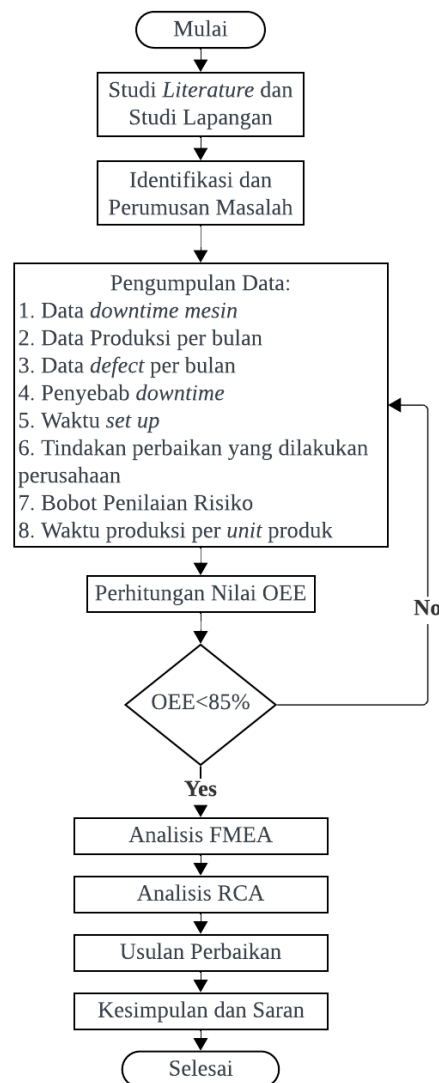 Mulai
Studi Literature dan
Studi Lapangan
Identifikasi dan
Perumusan Masalah
Pengumpulan Data:
1. Data downtime mesin
2. Data Produksi per bulan
3. Data defect per bulan
4. Penyebab downtime
5. Waktu set up
6. Tindakan perbaikan yang dilakukan
perusahaan
7. Bobot Penilaian Risiko
8. Waktu produksi per unit produk
Perhitungan Nilai OEE
No
OEE<85%
Yes
Analisis FMEA
Analisis RCA
Usulan Perbaikan
Kesimpulan dan Saran
Selesai